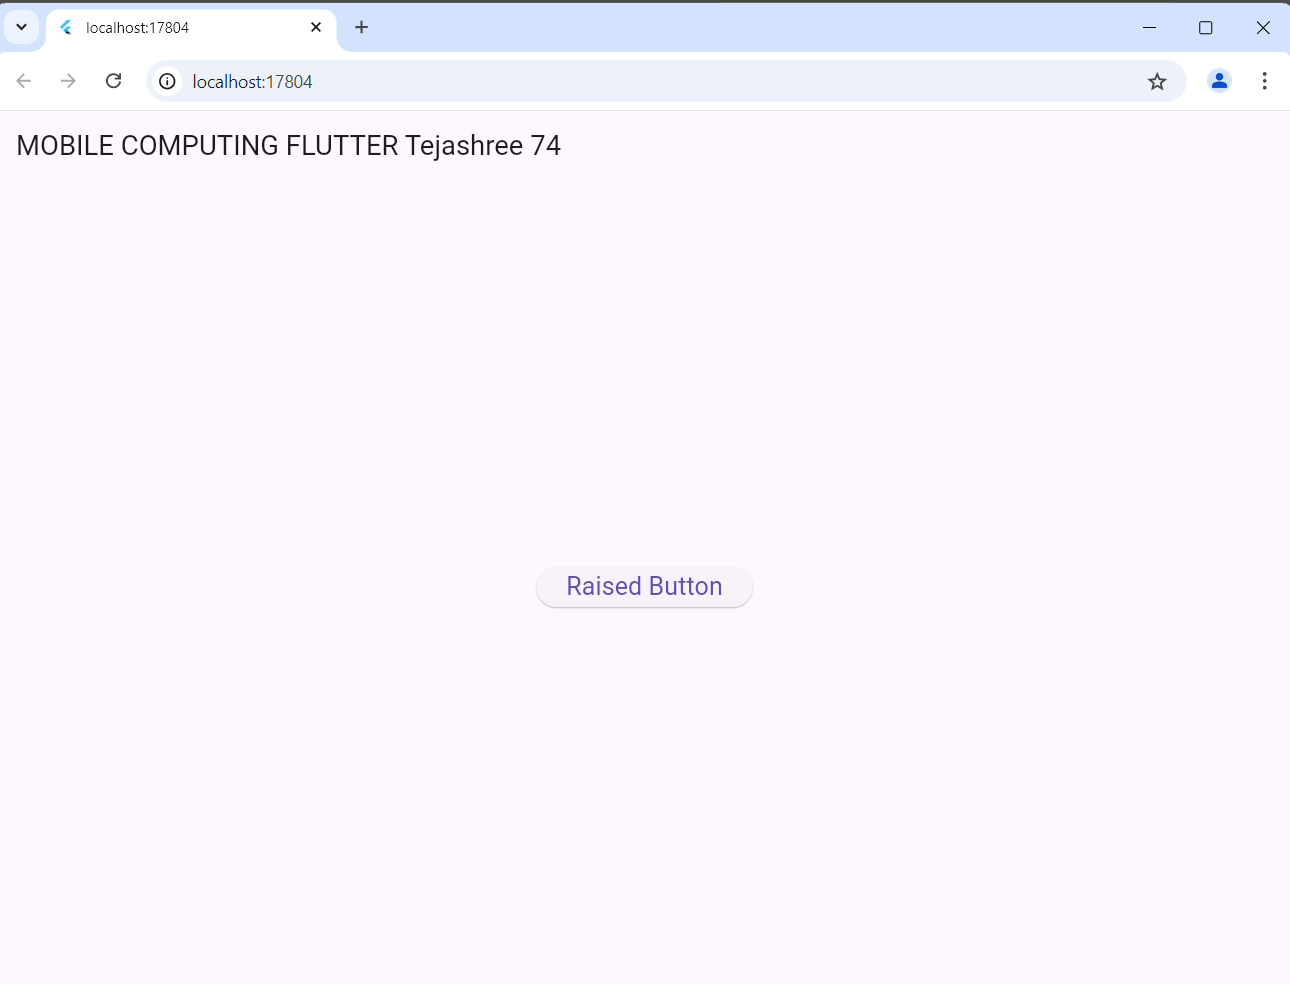 localhost:17804
localhost:17804
MOBILE COMPUTING FLUTTER Tejashree 74
Raised Button